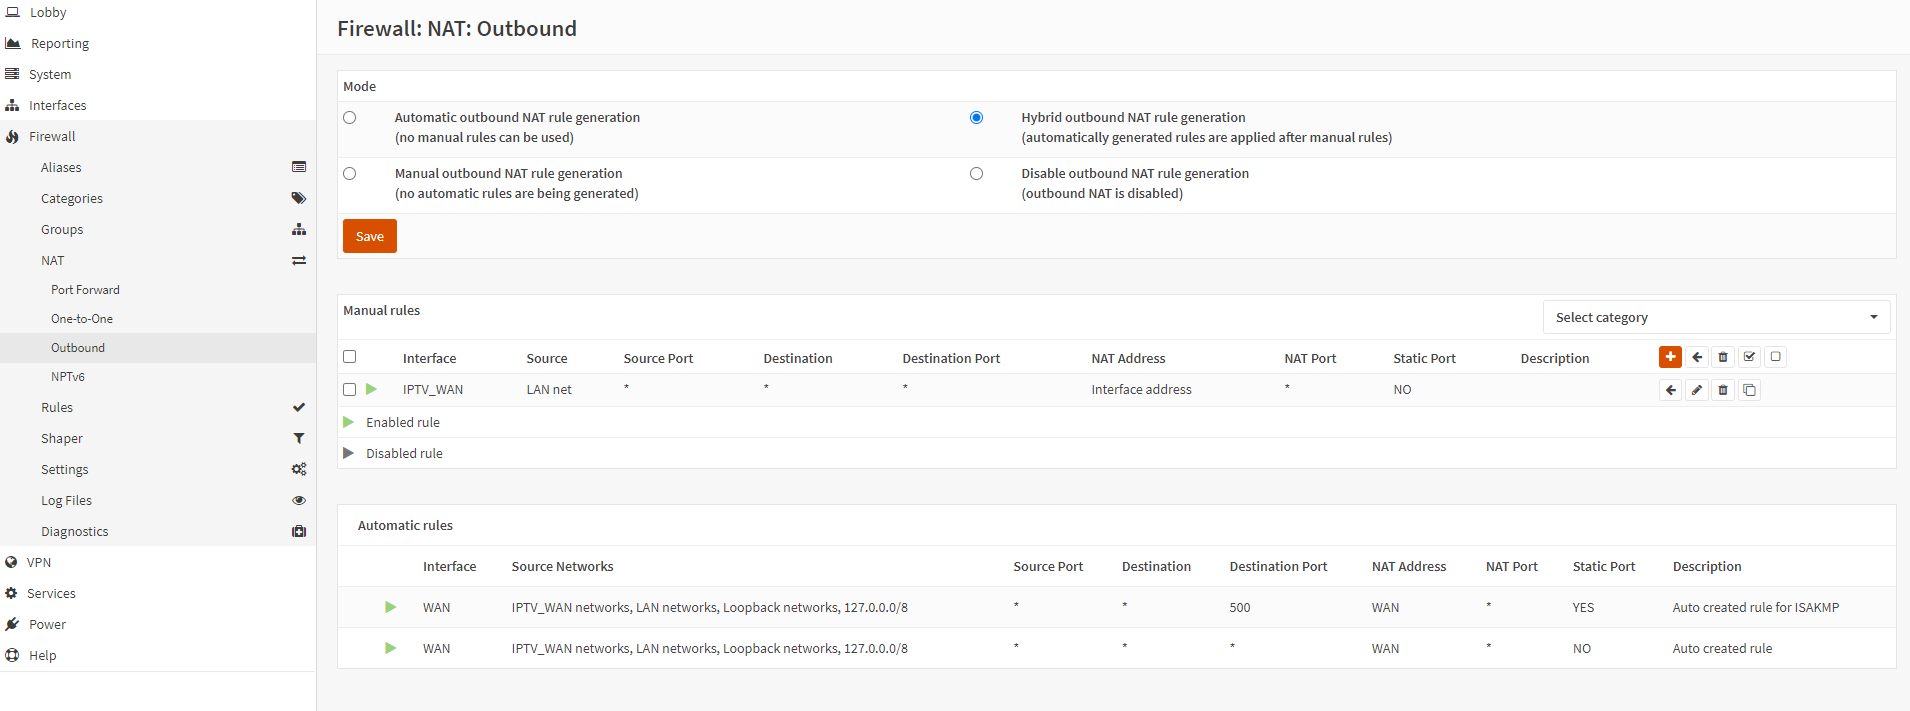 Lobby
Reporting
System
Interfaces
Firewall
Aliases
Categories
Groups
NAT
Port Forward
One-to-One
Outbound
NPTv6
Rules
Shaper
Settings
Log Files
Diagnostics
VPN
Services
Power
Help
Firewall: NAT: Outbound
Mode
Automatic outbound NAT rule generation
(no manual rules can be used)
Hybrid outbound NAT rule generation
(automatically generated rules are applied after manual rules)
Manual outbound NAT rule generation
(no automatic rules are being generated)
Disable outbound NAT rule generation
(outbound NAT is disabled)
Save
Manual rules
Select category
Interface Source Source Port Destination Destination Port NAT Address NAT Port Static Port Description
IPTV_WAN LAN net * * * Interface address * NO
Enabled rule
Disabled rule
Automatic rules
Interface Source Networks Source Port Destination Destination Port NAT Address NAT Port Static Port Description
WAN IPTV_WAN networks, LAN networks, Loopback networks, 127.0.0.0/8 * * 500 WAN * YES Auto created rule for ISAKMP
WAN IPTV_WAN networks, LAN networks, Loopback networks, 127.0.0.0/8 * * * WAN * NO Auto created rule